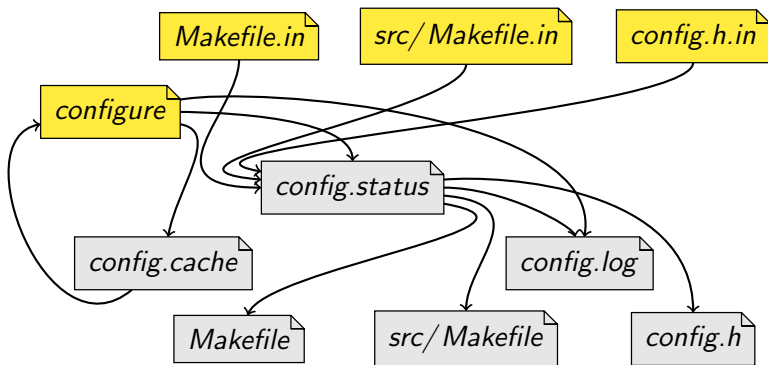 Makefile.in
src/Makefile.in
config.h.in
configure
config.status
config.cache
config.log
Makefile
src/Makefile
config.h